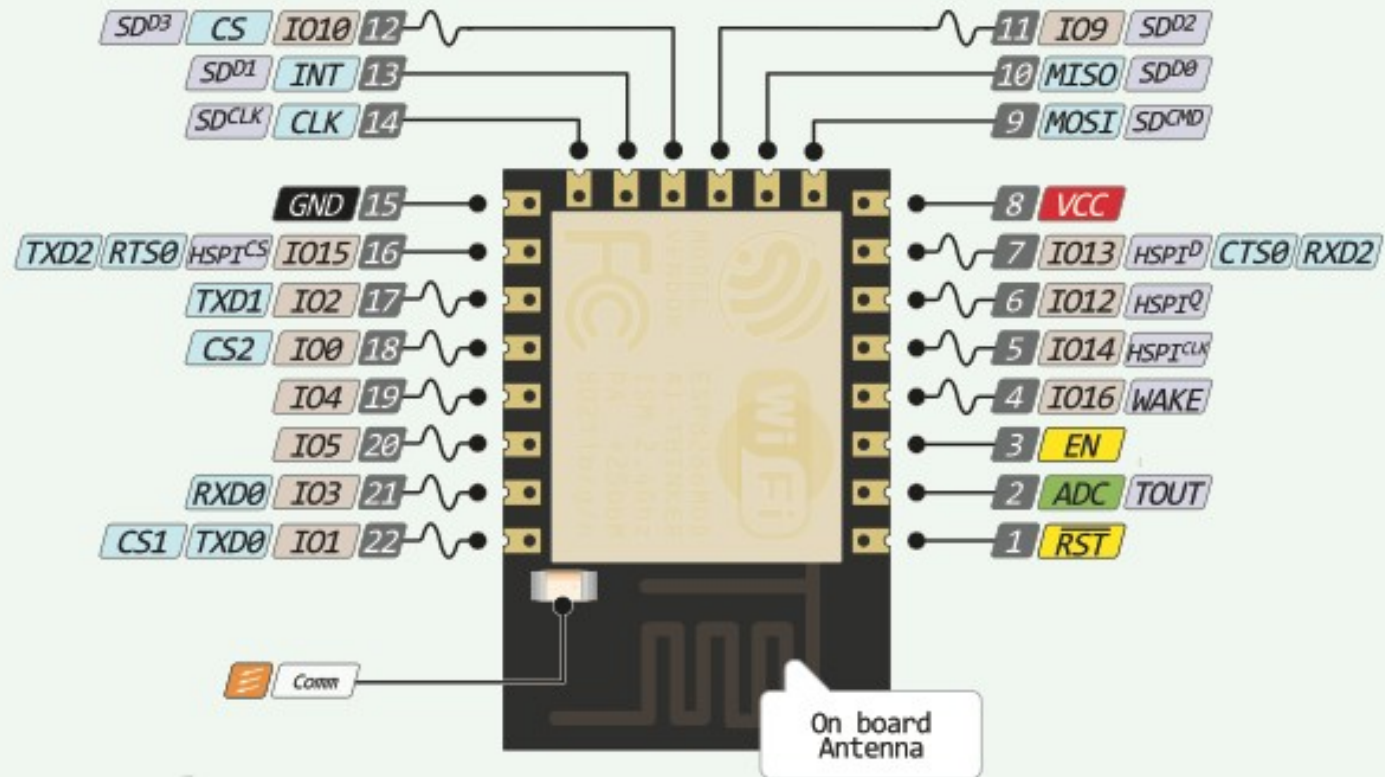 SDD3 CS IO10 12
11 IO9 SDD2
SDD1 INT 13
10 MISO SDD0
SDCLK CLK 14
9 MOSI SDCMD
GND 15
8 VCC
TXD2 RTS0 HSPICS IO15 16
7 IO13 HSPID CTS0 RXD2
TXD1 IO2 17
6 IO12 HSPIQ
CS2 IO0 18
5 IO14 HSPICLK
IO4 19
4 IO16 WAKE
IO5 20
3 EN
RXD0 IO3 21
2 ADC TOUT
CS1 TXD0 IO1 22
1 RST
FCC
WiFi
Comm
On board
Antenna